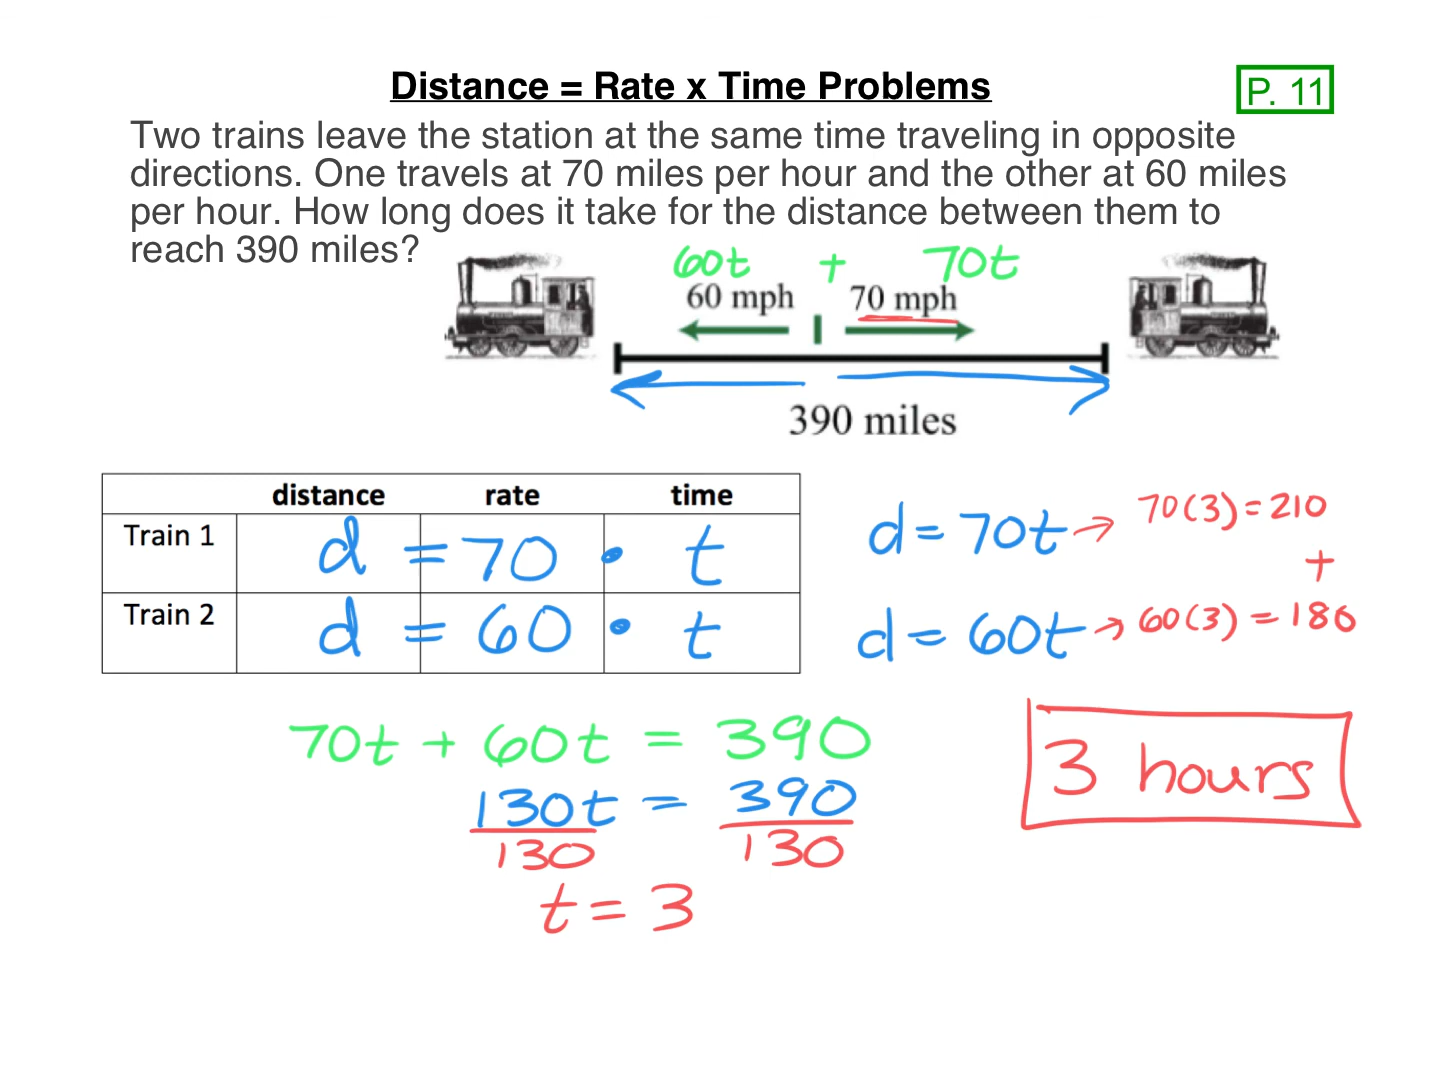 Distance = Rate x Time Problems
P. 11
Two trains leave the station at the same time traveling in opposite
directions. One travels at 70 miles per hour and the other at 60 miles
per hour. How long does it take for the distance between them to
reach 390 miles?
60t + 70t
60 mph 70 mph
390 miles
distance rate time
Train 1 d = 70 • t
Train 2 d = 60 • t
d = 70t → 70(3) = 210
+
d = 60t → 60(3) = 180
70t + 60t = 390
130t = 390
130 130
t = 3
3 hours